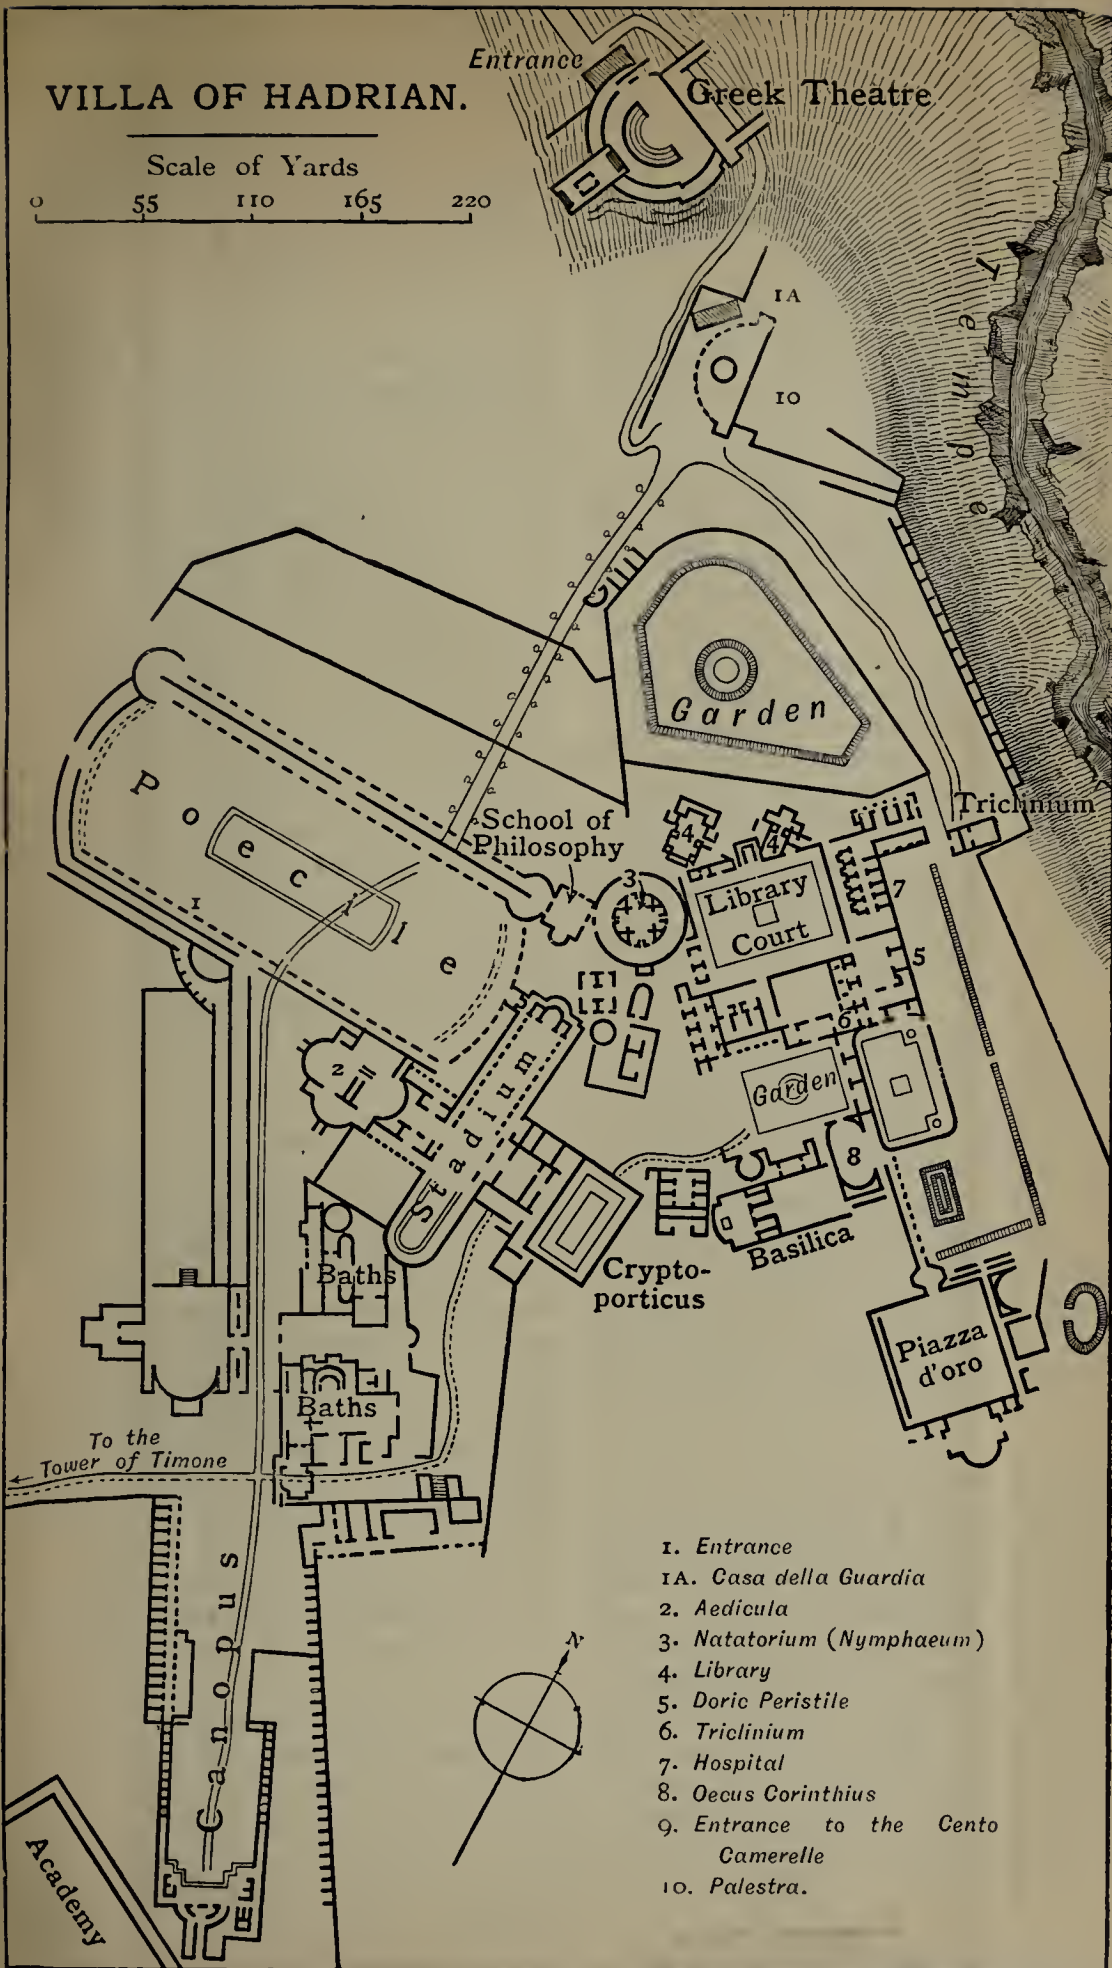 VILLA OF HADRIAN.
Scale of Yards
0 55 110 165 220
Entrance
Greek Theatre
Tempe
1A
10
Garden
Poecile
1
School of
Philosophy
3
4
4
Library
Court
Triclinium
7
5
6
7
2
Stadium
Garden
8
Basilica
Crypto-
porticus
Baths
Baths
Piazza
d'oro
To the
Tower of Timone
Canopus
Academy
N
1. Entrance
1A. Casa della Guardia
2. Aedicula
3. Natatorium (Nymphaeum)
4. Library
5. Doric Peristile
6. Triclinium
7. Hospital
8. Oecus Corinthius
9. Entrance to the Cento
Camerelle
10. Palestra.